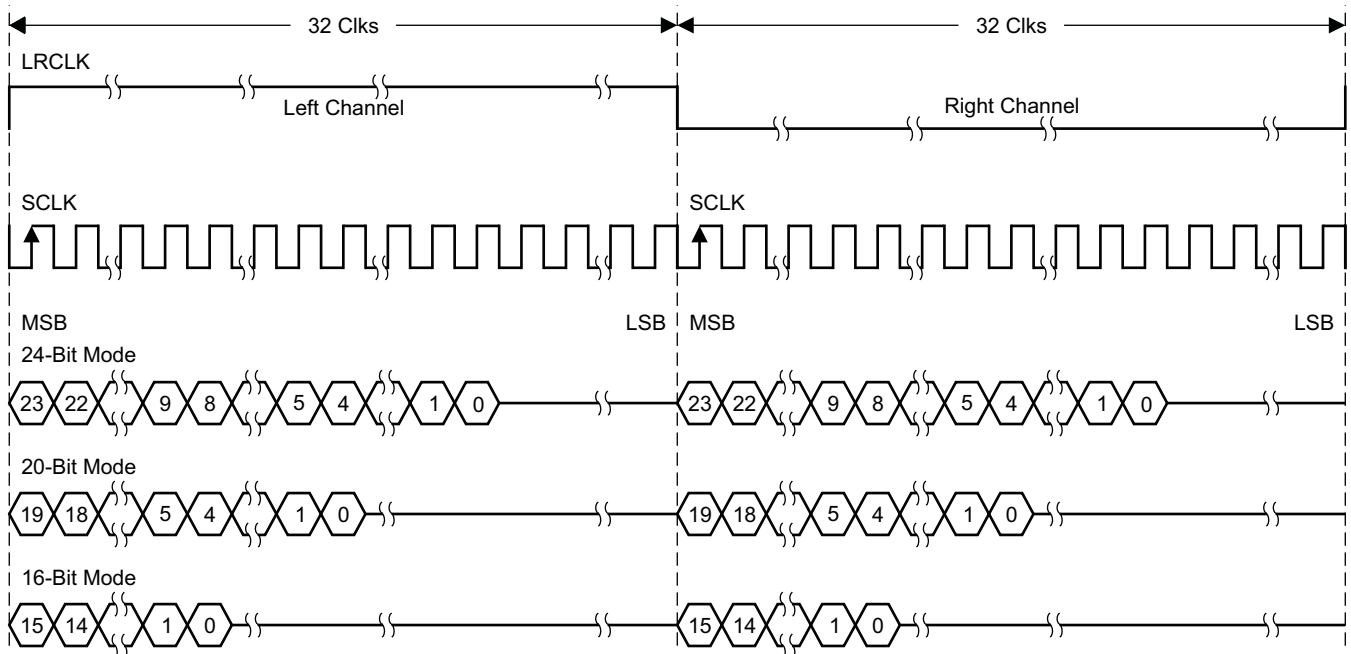 32 Clks 32 Clks
LRCLK
Left Channel Right Channel
SCLK SCLK
MSB LSB MSB LSB
24-Bit Mode
23 22 9 8 5 4 1 0 23 22 9 8 5 4 1 0
20-Bit Mode
19 18 5 4 1 0 19 18 5 4 1 0
16-Bit Mode
15 14 1 0 15 14 1 0